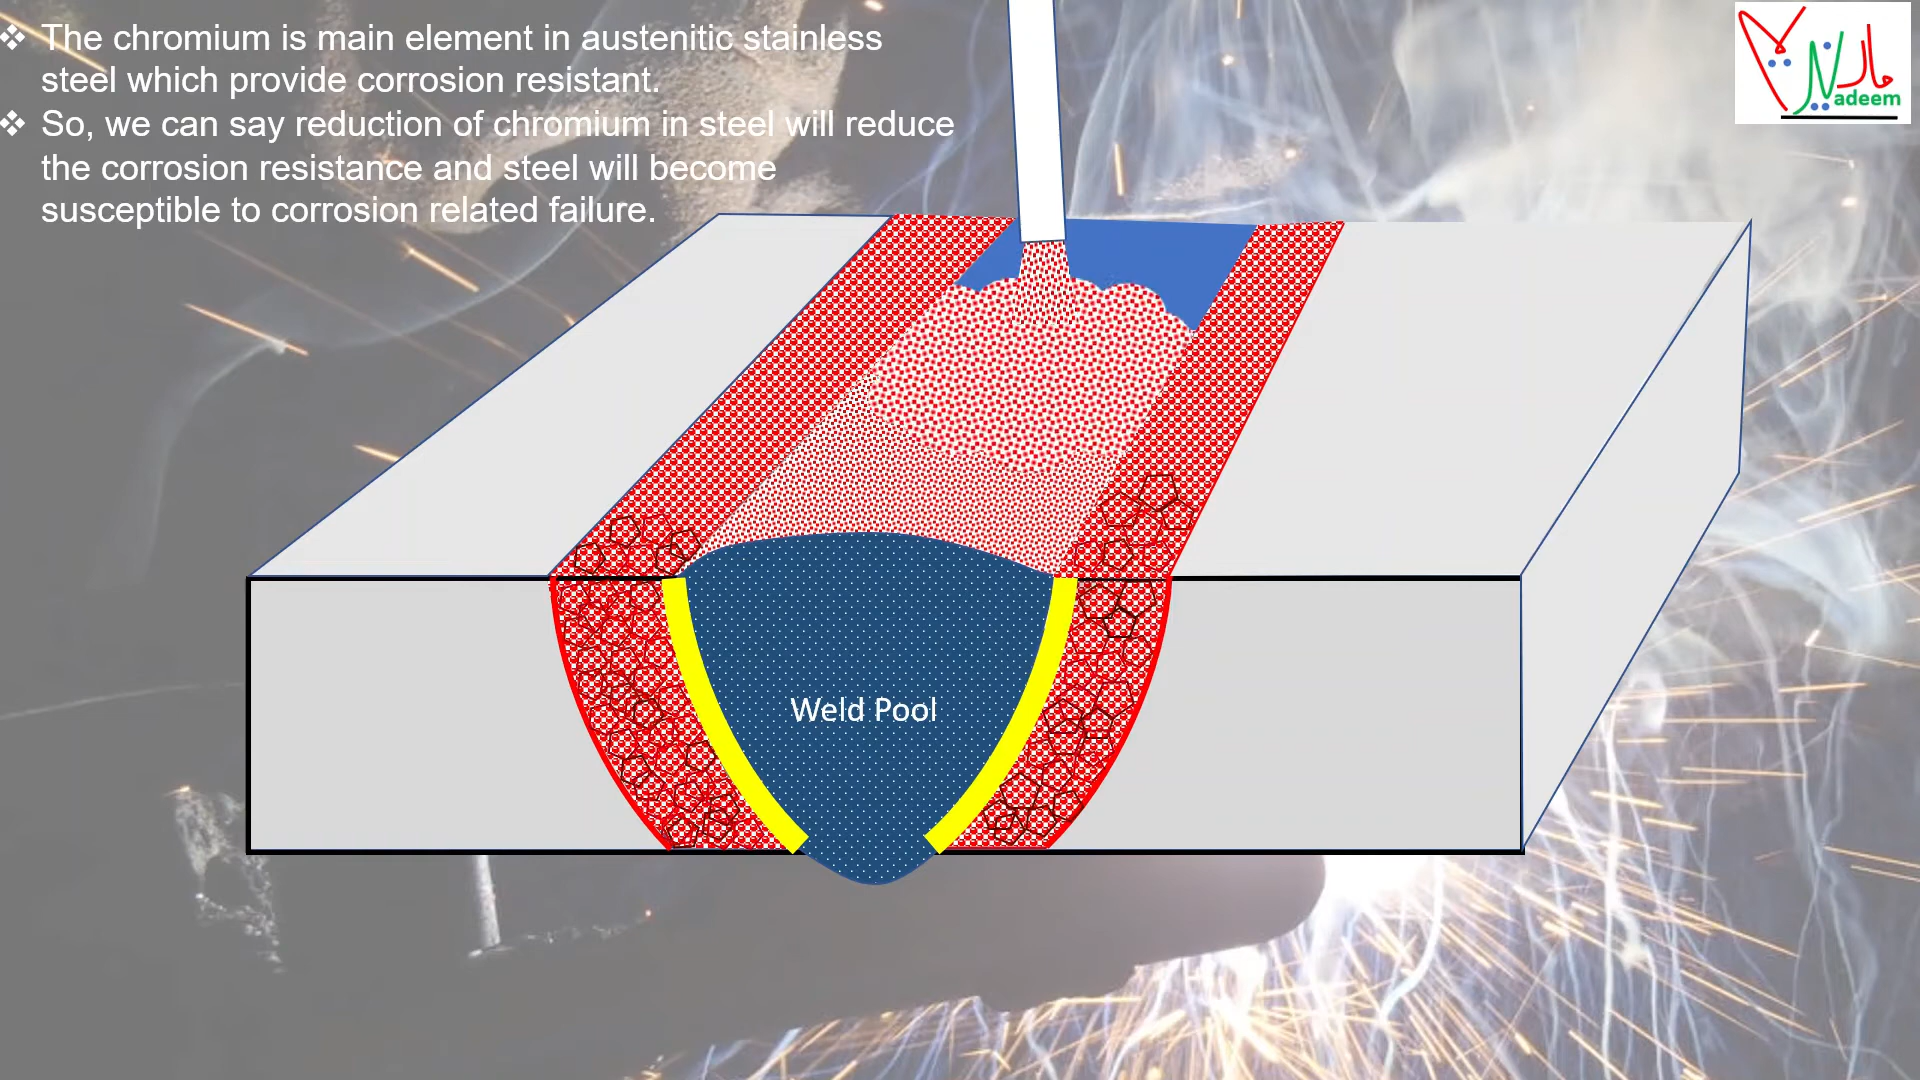 ❖ The chromium is main element in austenitic stainless
steel which provide corrosion resistant.
❖ So, we can say reduction of chromium in steel will reduce
the corrosion resistance and steel will become
susceptible to corrosion related failure.
Nadeem
Weld Pool